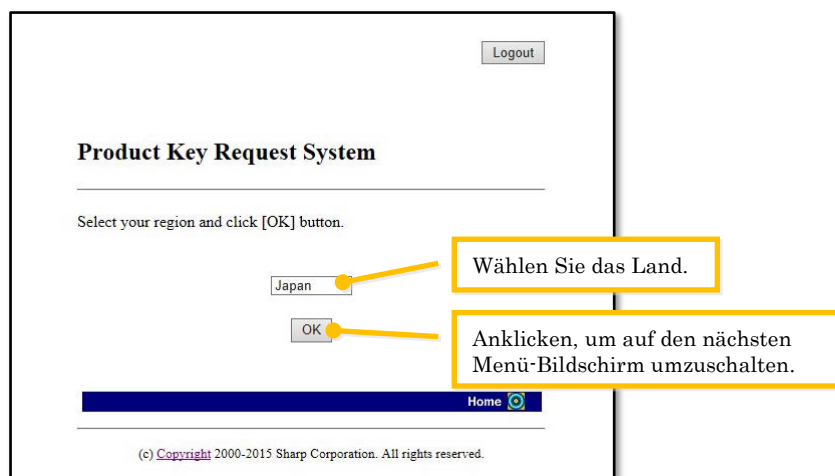 Logout
Product Key Request System
Select your region and click [OK] button.
Wählen Sie das Land.
Japan
OK
Anklicken, um auf den nächsten
Menü-Bildschirm umzuschalten.
Home
(c) Copyright 2000-2015 Sharp Corporation. All rights reserved.